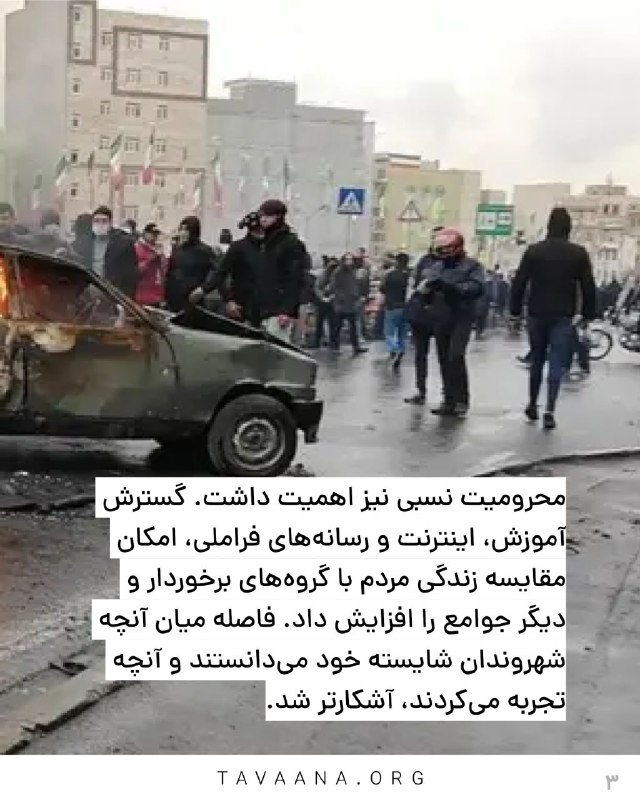 محرومیت نسبی نیز اهمیت داشت. گسترش
آموزش، اینترنت و رسانه‌های فراملی، امکان
مقایسه زندگی مردم با گروه‌های برخوردار و
دیگر جوامع را افزایش داد. فاصله میان آنچه
شهروندان شایسته خود می‌دانستند و آنچه
تجربه می‌کردند، آشکارتر شد.
TAVAANA.ORG
۳